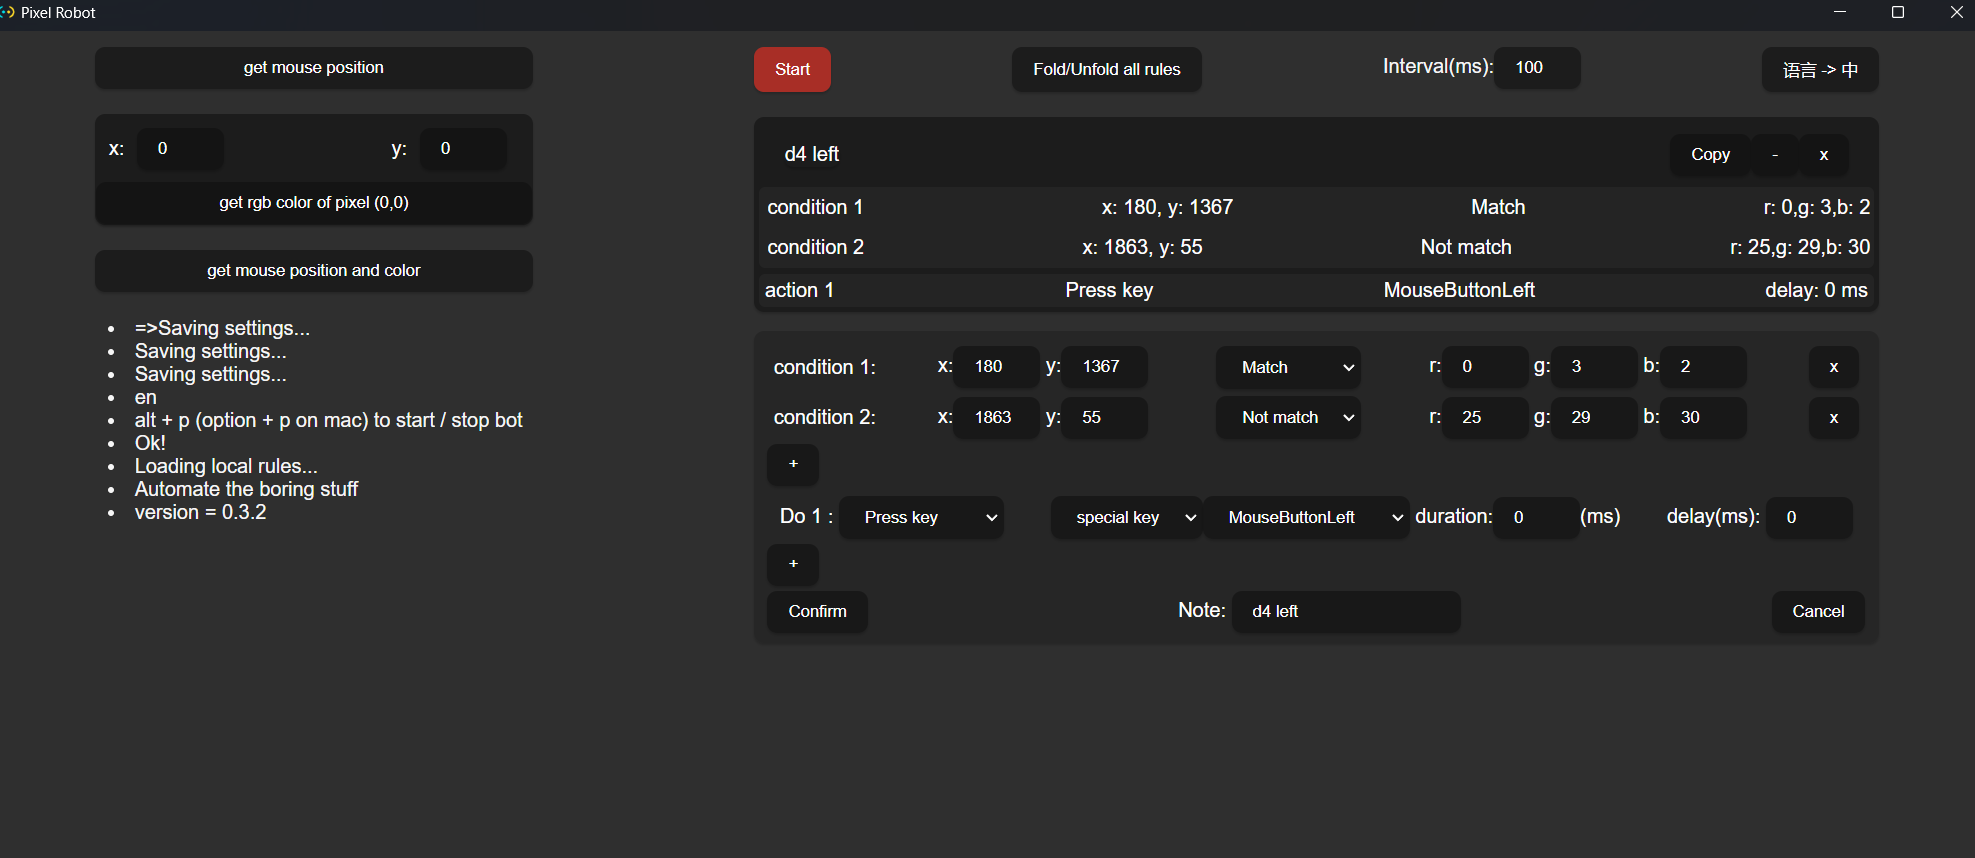 Pixel Robot
get mouse position
x: 0 y: 0
get rgb color of pixel (0,0)
get mouse position and color
=>Saving settings...
Saving settings...
Saving settings...
en
alt + p (option + p on mac) to start / stop bot
Ok!
Loading local rules...
Automate the boring stuff
version = 0.3.2
Start Fold/Unfold all rules Interval(ms): 100 语言 -> 中
d4 left Copy - x
condition 1 x: 180, y: 1367 Match r: 0,g: 3,b: 2
condition 2 x: 1863, y: 55 Not match r: 25,g: 29,b: 30
action 1 Press key MouseButtonLeft delay: 0 ms
condition 1: x: 180 y: 1367 Match r: 0 g: 3 b: 2 x
condition 2: x: 1863 y: 55 Not match r: 25 g: 29 b: 30 x
+
Do 1 : Press key special key MouseButtonLeft duration: 0 (ms) delay(ms): 0
+
Confirm Note: d4 left Cancel